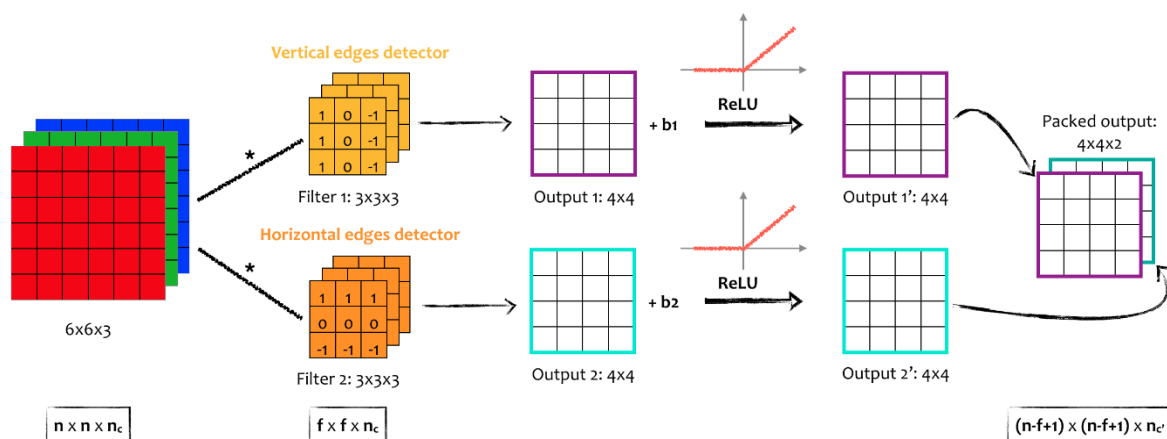 Vertical edges detector
1 0 -1
1 0 -1
1 0 -1
*
Filter 1: 3x3x3
Output 1: 4x4
+ b1
ReLU
Output 1': 4x4
Packed output:
4x4x2
6x6x3
*
Horizontal edges detector
1 1 1
0 0 0
-1 -1 -1
Filter 2: 3x3x3
Output 2: 4x4
+ b2
ReLU
Output 2': 4x4
n x n x nc
f x f x nc
(n-f+1) x (n-f+1) x nc'